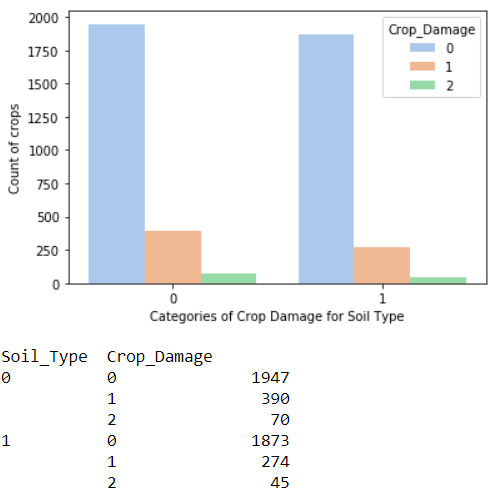 2000
1750
1500
1250
1000
750
500
250
0
Count of crops
Crop_Damage
0
1
2
0 1
Categories of Crop Damage for Soil Type
Soil_Type Crop_Damage
0 0 1947
1 390
2 70
1 0 1873
1 274
2 45